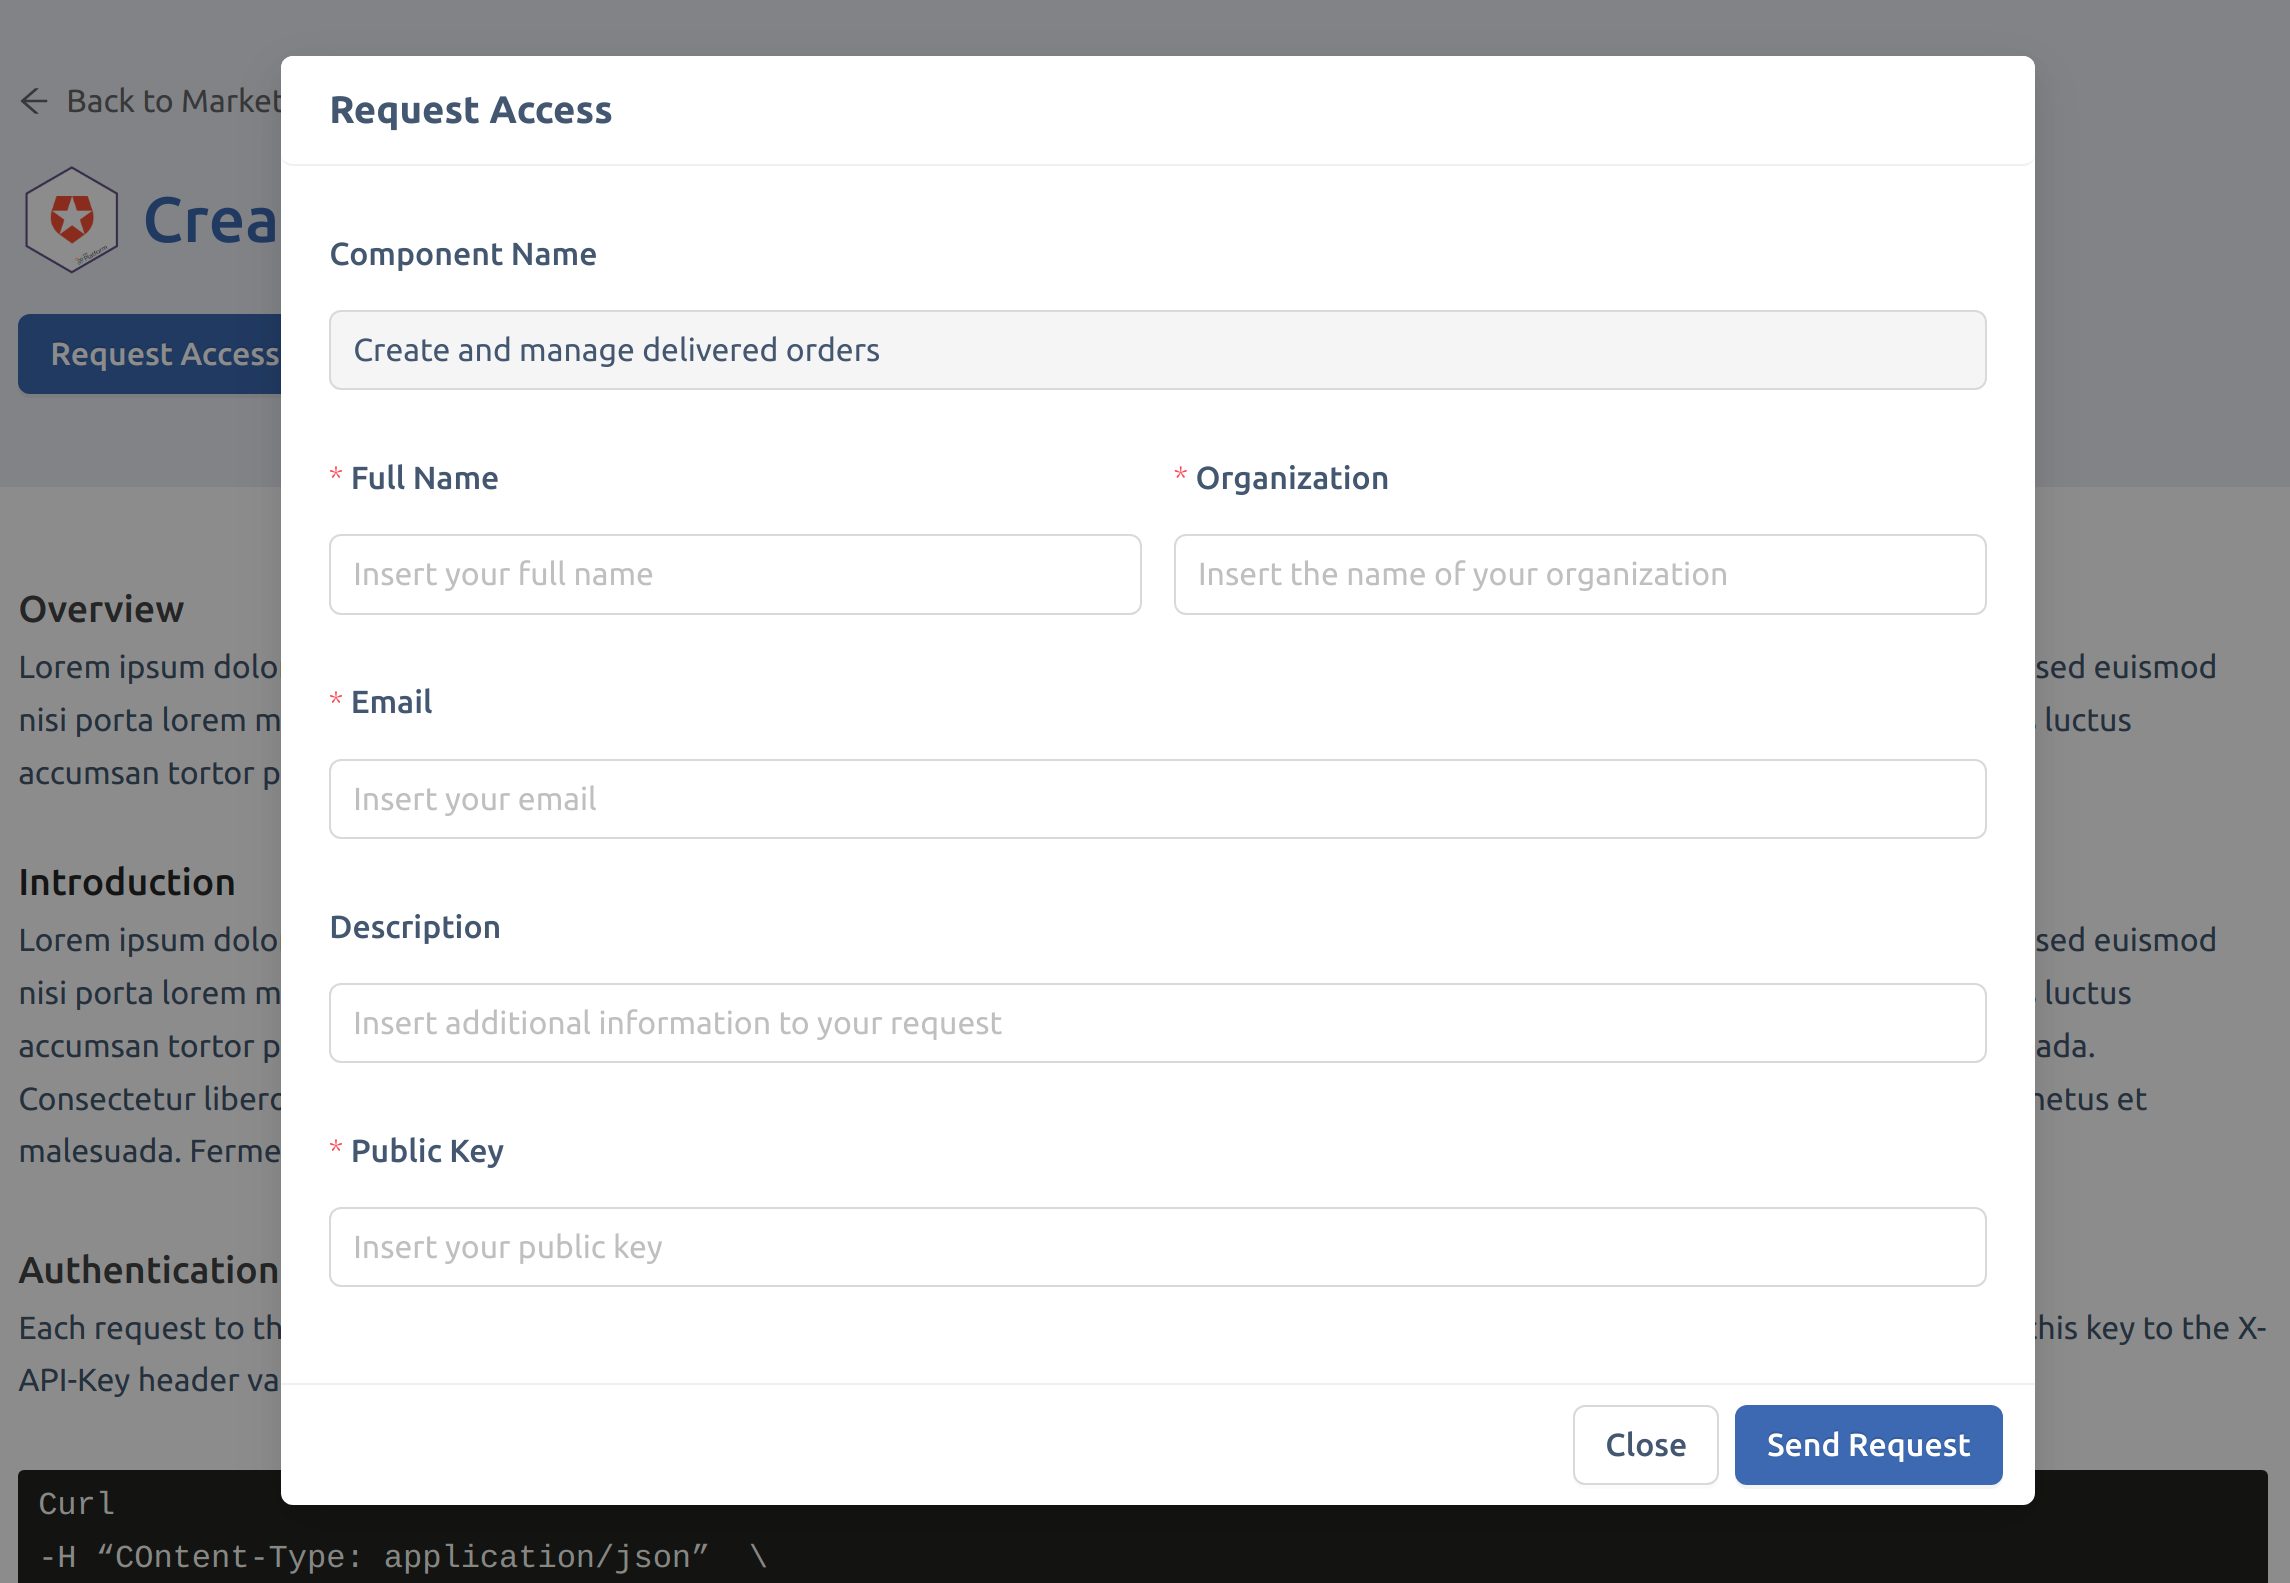 Back to Market
Request Access
Crea
Request Access
Component Name
Create and manage delivered orders
* Full Name
* Organization
Insert your full name
Insert the name of your organization
Overview
Lorem ipsum dolo
sed euismod
* Email
nisi porta lorem m
luctus
accumsan tortor p
Insert your email
Introduction
Description
Lorem ipsum dolo
sed euismod
nisi porta lorem m
luctus
Insert additional information to your request
accumsan tortor p
ada.
Consectetur liberc
netus et
* Public Key
malesuada. Ferme
Insert your public key
Authentication
Each request to th
his key to the X-
API-Key header va
Close
Send Request
Curl
-H “COntent-Type: application/json” \